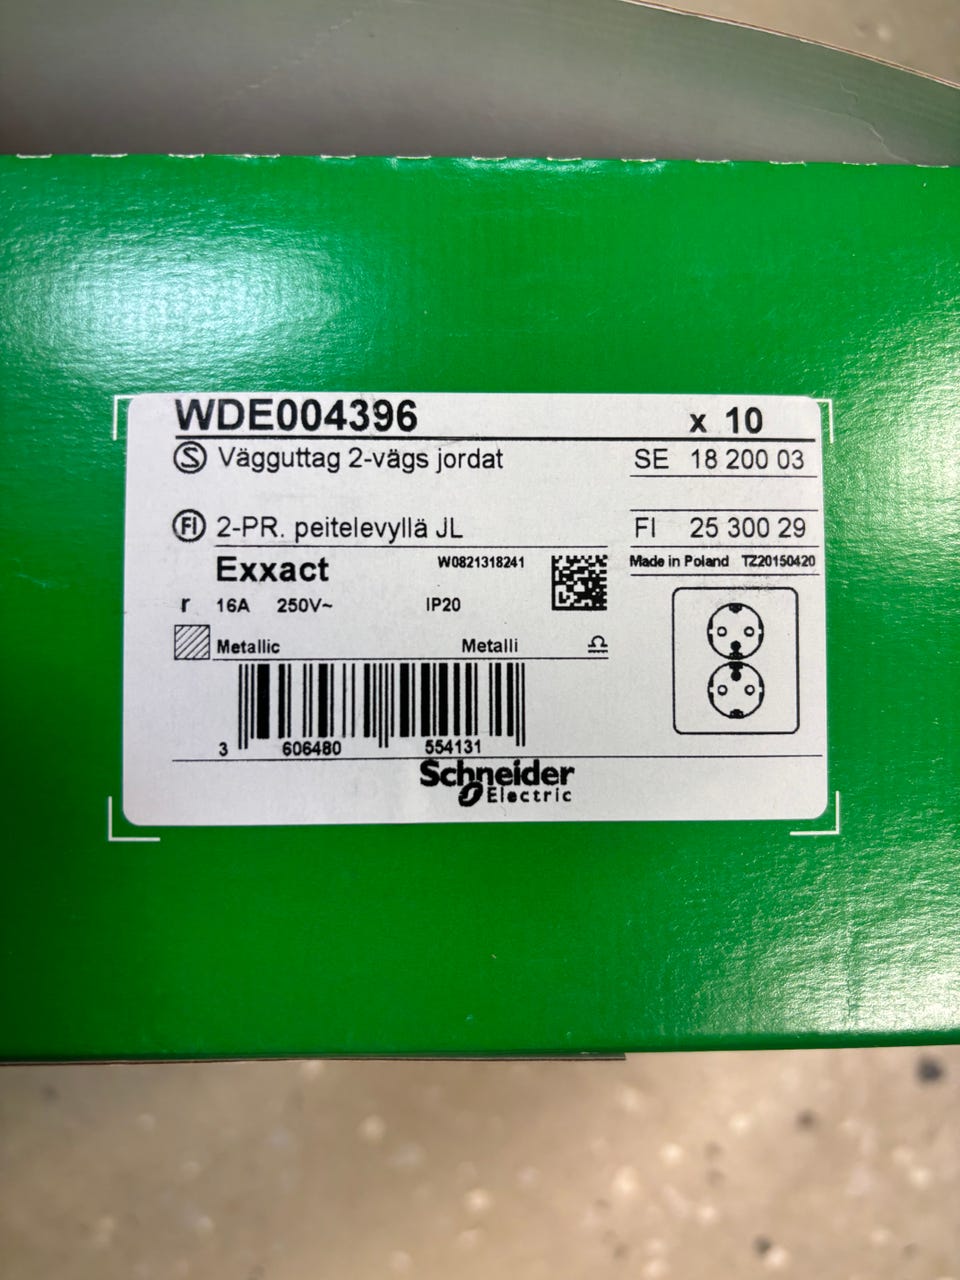 WDE004396 x 10
S Vägguttag 2-vägs jordat SE 18 200 03
FI 2-PR. peitelevyllä JL FI 25 300 29
Exxact W0821318241 Made in Poland TZ20150420
r 16A 250V~ IP20
Metallic Metalli
3 606480 554131
Schneider
Electric